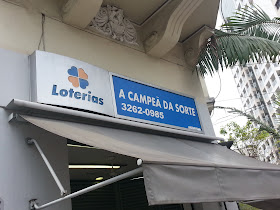 Loterias
A CAMPEÃ DA SORTE
3262-0985